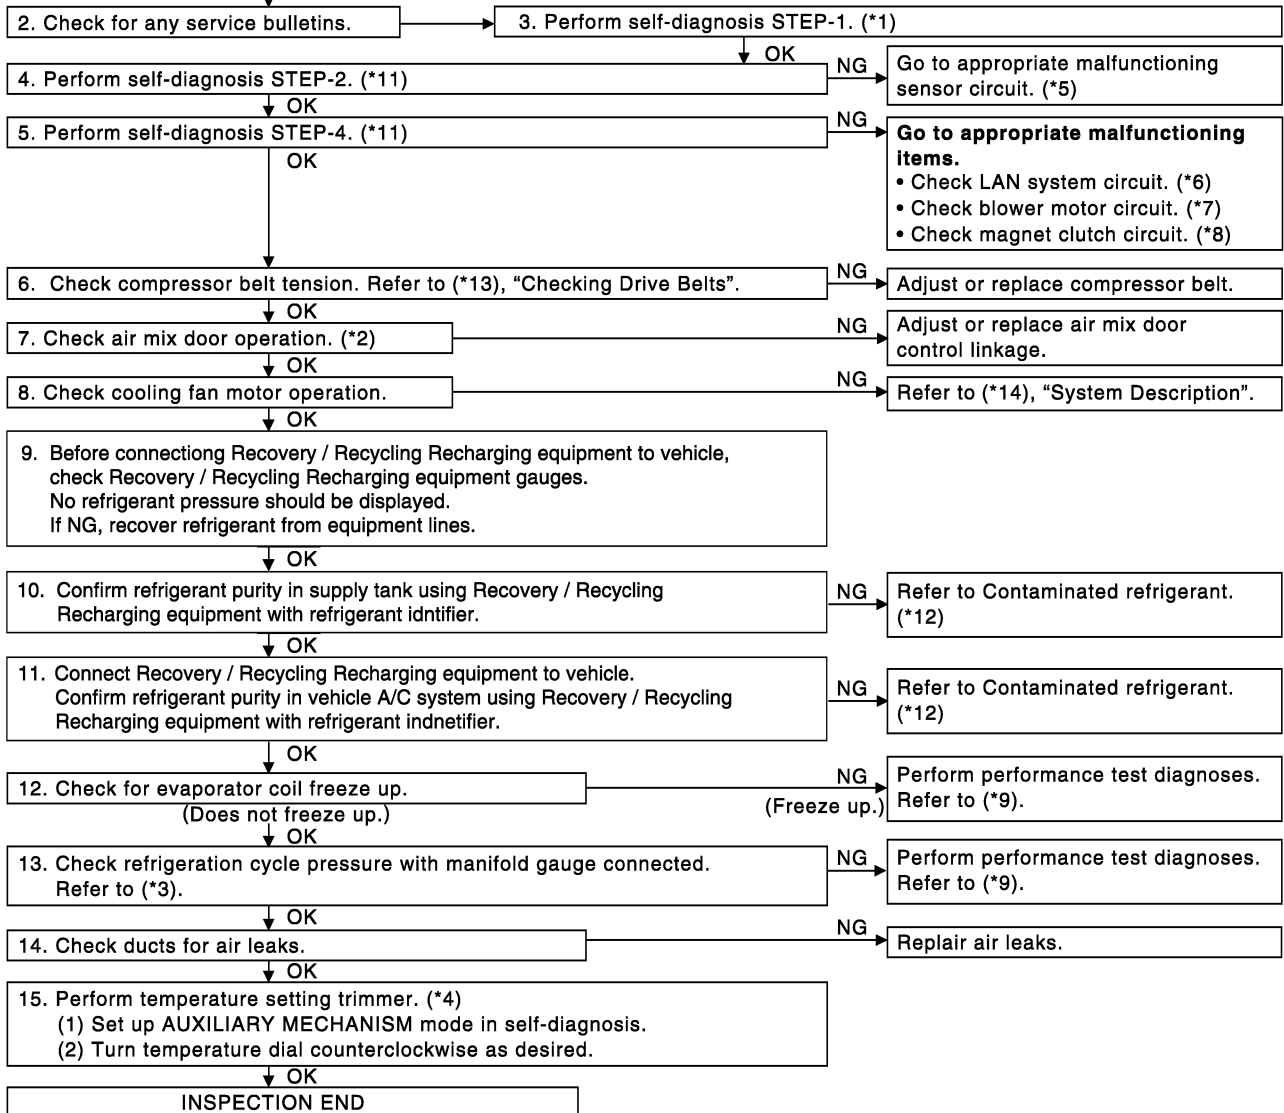 2. Check for any service bulletins.
3. Perform self-diagnosis STEP-1. (*1)
OK
4. Perform self-diagnosis STEP-2. (*11)
NG
Go to appropriate malfunctioning
sensor circuit. (*5)
OK
5. Perform self-diagnosis STEP-4. (*11)
NG
Go to appropriate malfunctioning
items.
• Check LAN system circuit. (*6)
• Check blower motor circuit. (*7)
• Check magnet clutch circuit. (*8)
OK
6. Check compressor belt tension. Refer to (*13), “Checking Drive Belts”.
NG
Adjust or replace compressor belt.
OK
7. Check air mix door operation. (*2)
NG
Adjust or replace air mix door
control linkage.
OK
8. Check cooling fan motor operation.
NG
Refer to (*14), “System Description”.
OK
9. Before connectiong Recovery / Recycling Recharging equipment to vehicle,
check Recovery / Recycling Recharging equipment gauges.
No refrigerant pressure should be displayed.
If NG, recover refrigerant from equipment lines.
OK
10. Confirm refrigerant purity in supply tank using Recovery / Recycling
Recharging equipment with refrigerant idntifier.
NG
Refer to Contaminated refrigerant.
(*12)
OK
11. Connect Recovery / Recycling Recharging equipment to vehicle.
Confirm refrigerant purity in vehicle A/C system using Recovery / Recycling
Recharging equipment with refrigerant indnetifier.
NG
Refer to Contaminated refrigerant.
(*12)
OK
12. Check for evaporator coil freeze up.
(Does not freeze up.)
NG
(Freeze up.)
Perform performance test diagnoses.
Refer to (*9).
OK
13. Check refrigeration cycle pressure with manifold gauge connected.
Refer to (*3).
NG
Perform performance test diagnoses.
Refer to (*9).
OK
14. Check ducts for air leaks.
NG
Replair air leaks.
OK
15. Perform temperature setting trimmer. (*4)
(1) Set up AUXILIARY MECHANISM mode in self-diagnosis.
(2) Turn temperature dial counterclockwise as desired.
OK
INSPECTION END